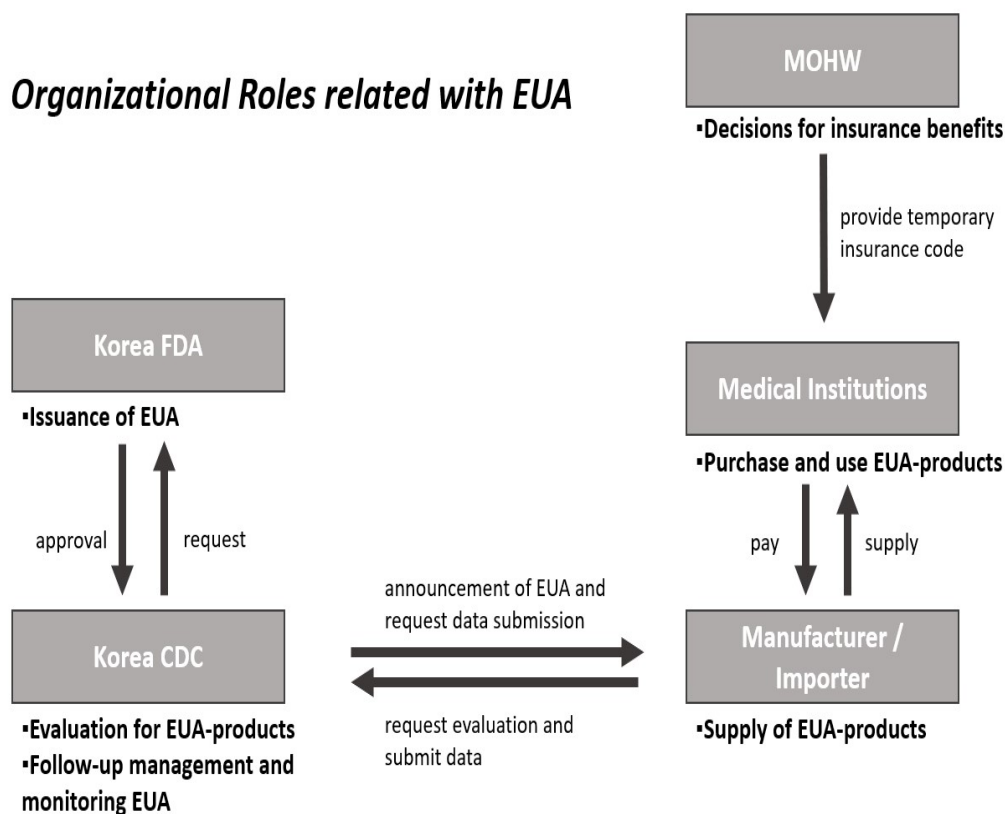 Organizational Roles related with EUA
MOHW
▪Decisions for insurance benefits
provide temporary
insurance code
Korea FDA
▪Issuance of EUA
approval
request
Medical Institutions
▪Purchase and use EUA-products
pay
supply
announcement of EUA and
request data submission
Korea CDC
▪Evaluation for EUA-products
▪Follow-up management and
monitoring EUA
request evaluation and
submit data
Manufacturer /
Importer
▪Supply of EUA-products